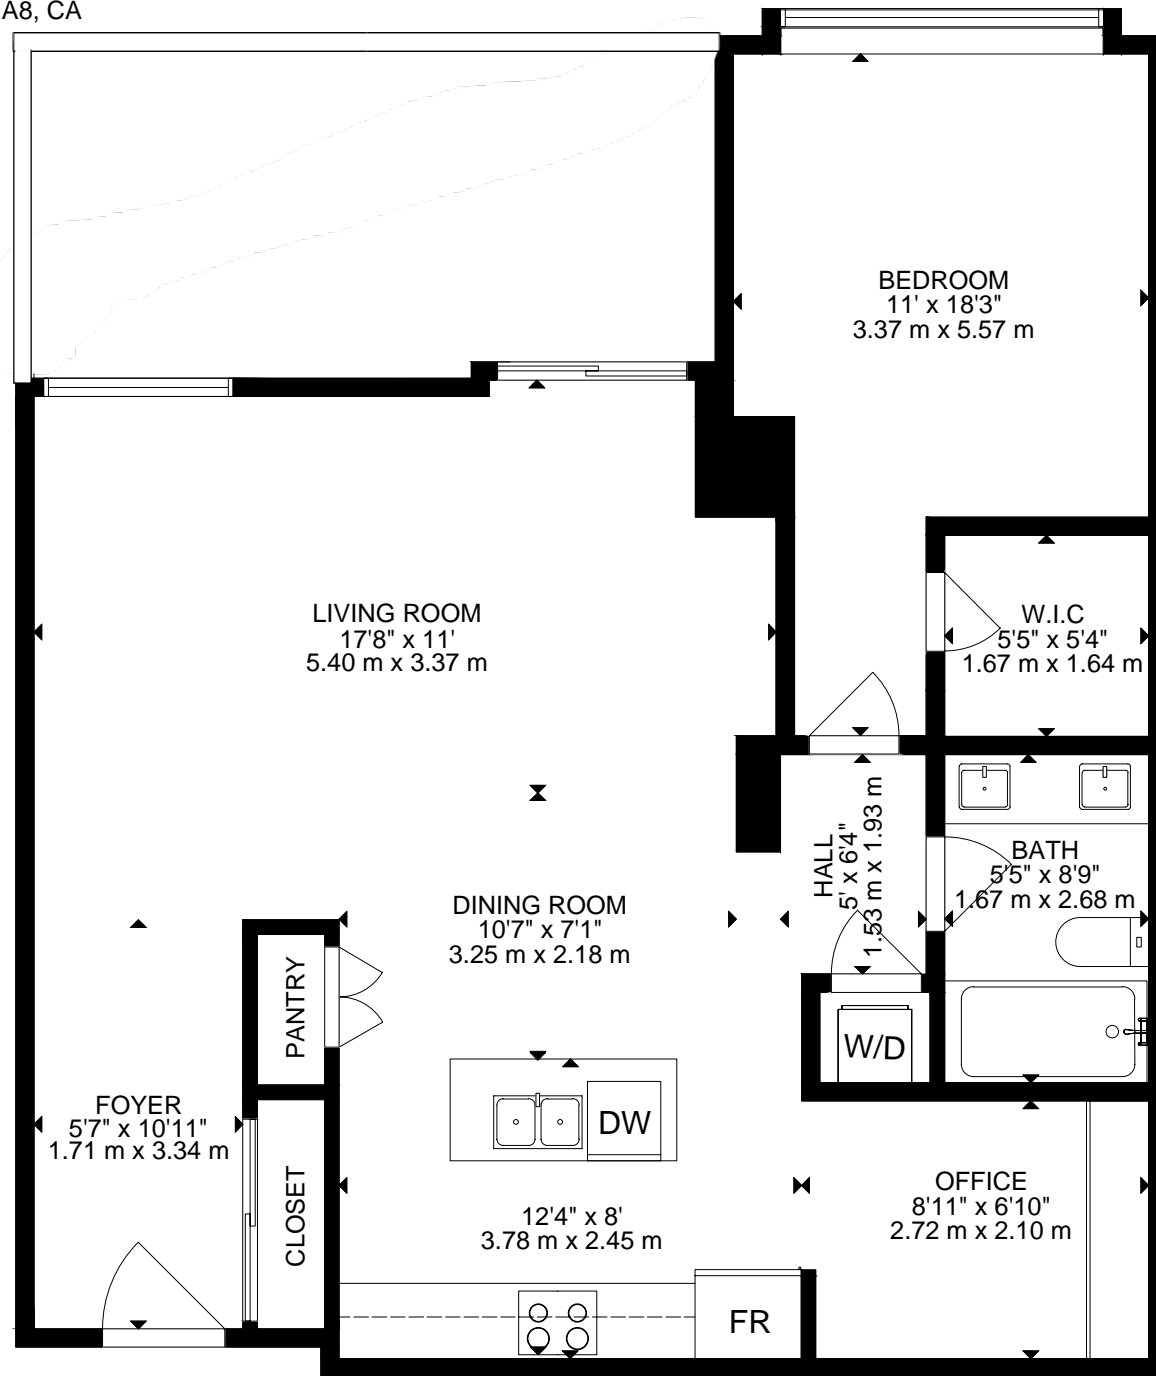 A8, CA
BEDROOM
11' x 18'3"
3.37 m x 5.57 m
LIVING ROOM
17'8" x 11'
5.40 m x 3.37 m
W.I.C
5'5" x 5'4"
1.67 m x 1.64 m
HALL
5' x 6'4"
1.53 m x 1.93 m
BATH
5'5" x 8'9"
1.67 m x 2.68 m
DINING ROOM
10'7" x 7'1"
3.25 m x 2.18 m
PANTRY
W/D
FOYER
5'7" x 10'11"
1.71 m x 3.34 m
DW
CLOSET
12'4" x 8'
3.78 m x 2.45 m
OFFICE
8'11" x 6'10"
2.72 m x 2.10 m
FR